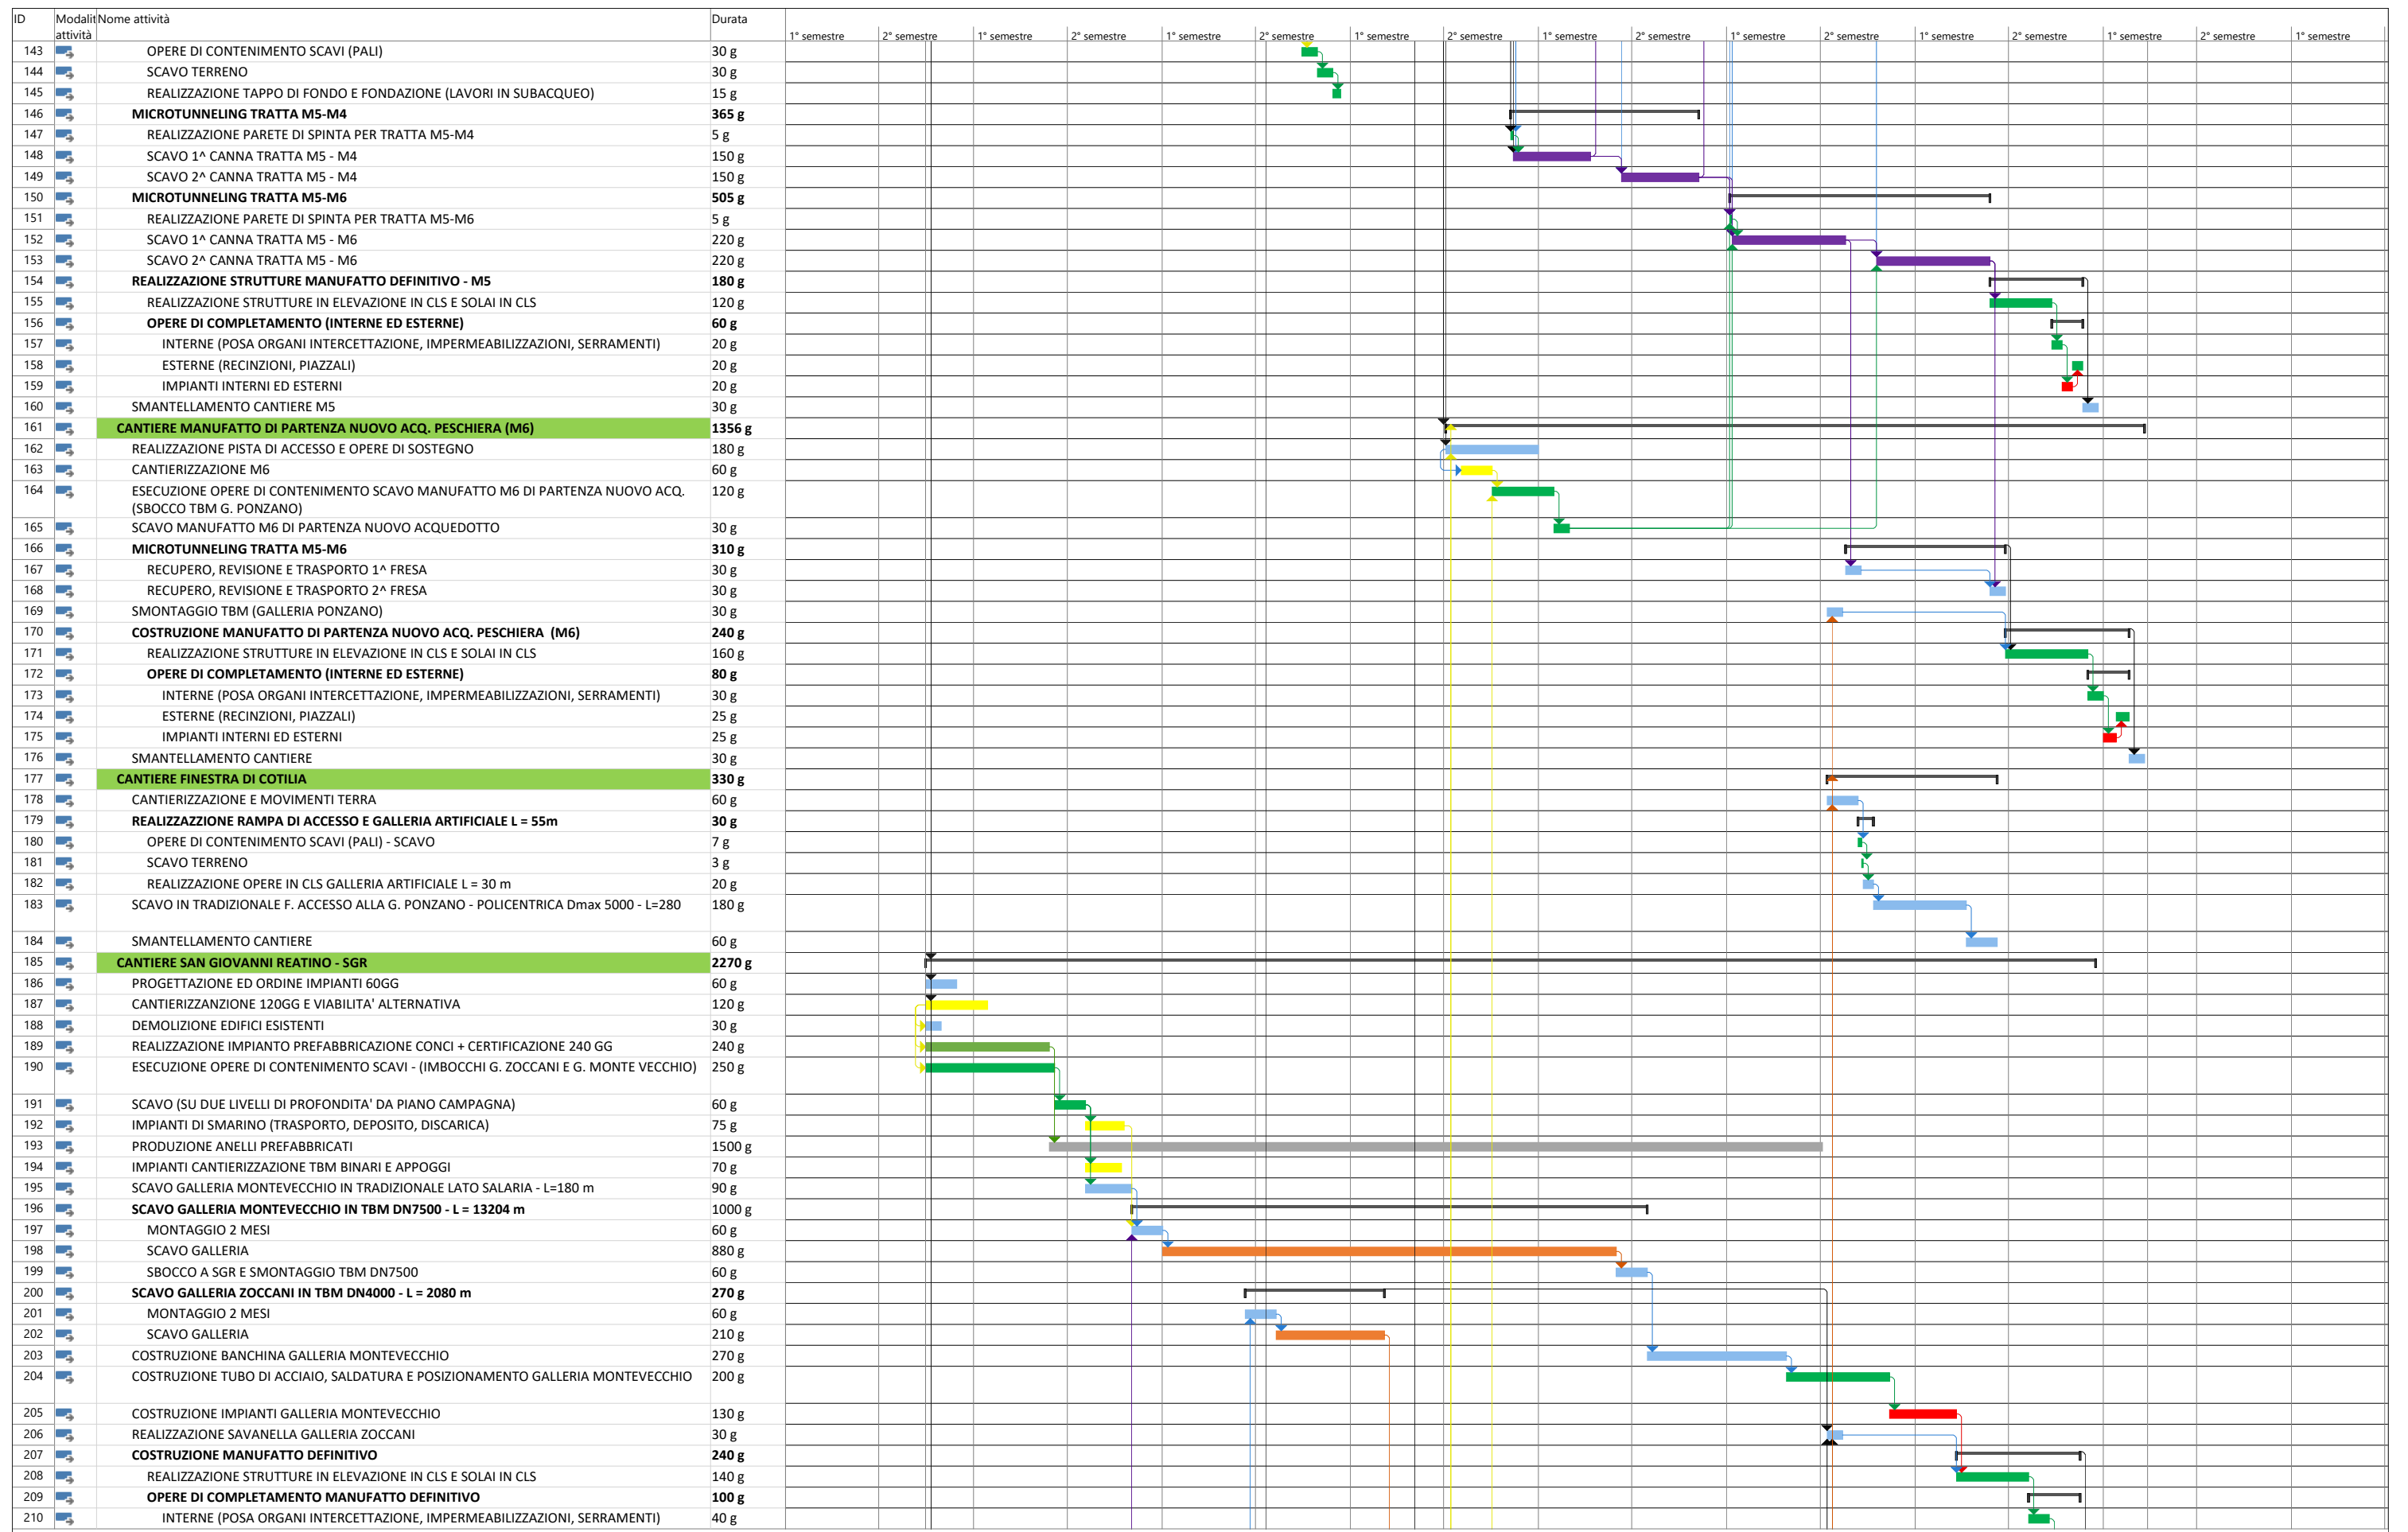 ID Modalit Nome attività Durata
attività 1° semestre 2° semestre 1° semestre 2° semestre 1° semestre 2° semestre 1° semestre 2° semestre 1° semestre 2° semestre 1° semestre 2° semestre 1° semestre 2° semestre 1° semestre 2° semestre 1° semestre
143 OPERE DI CONTENIMENTO SCAVI (PALI) 30 g
144 SCAVO TERRENO 30 g
145 REALIZZAZIONE TAPPO DI FONDO E FONDAZIONE (LAVORI IN SUBACQUEO) 15 g
146 MICROTUNNELING TRATTA M5-M4 365 g
147 REALIZZAZIONE PARETE DI SPINTA PER TRATTA M5-M4 5 g
148 SCAVO 1^ CANNA TRATTA M5 - M4 150 g
149 SCAVO 2^ CANNA TRATTA M5 - M4 150 g
150 MICROTUNNELING TRATTA M5-M6 505 g
151 REALIZZAZIONE PARETE DI SPINTA PER TRATTA M5-M6 5 g
152 SCAVO 1^ CANNA TRATTA M5 - M6 220 g
153 SCAVO 2^ CANNA TRATTA M5 - M6 220 g
154 REALIZZAZIONE STRUTTURE MANUFATTO DEFINITIVO - M5 180 g
155 REALIZZAZIONE STRUTTURE IN ELEVAZIONE IN CLS E SOLAI IN CLS 120 g
156 OPERE DI COMPLETAMENTO (INTERNE ED ESTERNE) 60 g
157 INTERNE (POSA ORGANI INTERCETTAZIONE, IMPERMEABILIZZAZIONI, SERRAMENTI) 20 g
158 ESTERNE (RECINZIONI, PIAZZALI) 20 g
159 IMPIANTI INTERNI ED ESTERNI 20 g
160 SMANTELLAMENTO CANTIERE M5 30 g
161 CANTIERE MANUFATTO DI PARTENZA NUOVO ACQ. PESCHIERA (M6) 1356 g
162 REALIZZAZIONE PISTA DI ACCESSO E OPERE DI SOSTEGNO 180 g
163 CANTIERIZZAZIONE M6 60 g
164 ESECUZIONE OPERE DI CONTENIMENTO SCAVO MANUFATTO M6 DI PARTENZA NUOVO ACQ. 120 g
(SBOCCO TBM G. PONZANO)
165 SCAVO MANUFATTO M6 DI PARTENZA NUOVO ACQUEDOTTO 30 g
166 MICROTUNNELING TRATTA M5-M6 310 g
167 RECUPERO, REVISIONE E TRASPORTO 1^ FRESA 30 g
168 RECUPERO, REVISIONE E TRASPORTO 2^ FRESA 30 g
169 SMONTAGGIO TBM (GALLERIA PONZANO) 30 g
170 COSTRUZIONE MANUFATTO DI PARTENZA NUOVO ACQ. PESCHIERA (M6) 240 g
171 REALIZZAZIONE STRUTTURE IN ELEVAZIONE IN CLS E SOLAI IN CLS 160 g
172 OPERE DI COMPLETAMENTO (INTERNE ED ESTERNE) 80 g
173 INTERNE (POSA ORGANI INTERCETTAZIONE, IMPERMEABILIZZAZIONI, SERRAMENTI) 30 g
174 ESTERNE (RECINZIONI, PIAZZALI) 25 g
175 IMPIANTI INTERNI ED ESTERNI 25 g
176 SMANTELLAMENTO CANTIERE 30 g
177 CANTIERE FINESTRA DI COTILIA 330 g
178 CANTIERIZZAZIONE E MOVIMENTI TERRA 60 g
179 REALIZZAZZIONE RAMPA DI ACCESSO E GALLERIA ARTIFICIALE L = 55m 30 g
180 OPERE DI CONTENIMENTO SCAVI (PALI) - SCAVO 7 g
181 SCAVO TERRENO 3 g
182 REALIZZAZIONE OPERE IN CLS GALLERIA ARTIFICIALE L = 30 m 20 g
183 SCAVO IN TRADIZIONALE F. ACCESSO ALLA G. PONZANO - POLICENTRICA Dmax 5000 - L=280 180 g
184 SMANTELLAMENTO CANTIERE 60 g
185 CANTIERE SAN GIOVANNI REATINO - SGR 2270 g
186 PROGETTAZIONE ED ORDINE IMPIANTI 60GG 60 g
187 CANTIERIZZANZIONE 120GG E VIABILITA' ALTERNATIVA 120 g
188 DEMOLIZIONE EDIFICI ESISTENTI 30 g
189 REALIZZAZIONE IMPIANTO PREFABBRICAZIONE CONCI + CERTIFICAZIONE 240 GG 240 g
190 ESECUZIONE OPERE DI CONTENIMENTO SCAVI - (IMBOCCHI G. ZOCCANI E G. MONTE VECCHIO) 250 g
191 SCAVO (SU DUE LIVELLI DI PROFONDITA' DA PIANO CAMPAGNA) 60 g
192 IMPIANTI DI SMARINO (TRASPORTO, DEPOSITO, DISCARICA) 75 g
193 PRODUZIONE ANELLI PREFABBRICATI 1500 g
194 IMPIANTI CANTIERIZZAZIONE TBM BINARI E APPOGGI 70 g
195 SCAVO GALLERIA MONTEVECCHIO IN TRADIZIONALE LATO SALARIA - L=180 m 90 g
196 SCAVO GALLERIA MONTEVECCHIO IN TBM DN7500 - L = 13204 m 1000 g
197 MONTAGGIO 2 MESI 60 g
198 SCAVO GALLERIA 880 g
199 SBOCCO A SGR E SMONTAGGIO TBM DN7500 60 g
200 SCAVO GALLERIA ZOCCANI IN TBM DN4000 - L = 2080 m 270 g
201 MONTAGGIO 2 MESI 60 g
202 SCAVO GALLERIA 210 g
203 COSTRUZIONE BANCHINA GALLERIA MONTEVECCHIO 270 g
204 COSTRUZIONE TUBO DI ACCIAIO, SALDATURA E POSIZIONAMENTO GALLERIA MONTEVECCHIO 200 g
205 COSTRUZIONE IMPIANTI GALLERIA MONTEVECCHIO 130 g
206 REALIZZAZIONE SAVANELLA GALLERIA ZOCCANI 30 g
207 COSTRUZIONE MANUFATTO DEFINITIVO 240 g
208 REALIZZAZIONE STRUTTURE IN ELEVAZIONE IN CLS E SOLAI IN CLS 140 g
209 OPERE DI COMPLETAMENTO MANUFATTO DEFINITIVO 100 g
210 INTERNE (POSA ORGANI INTERCETTAZIONE, IMPERMEABILIZZAZIONI, SERRAMENTI) 40 g